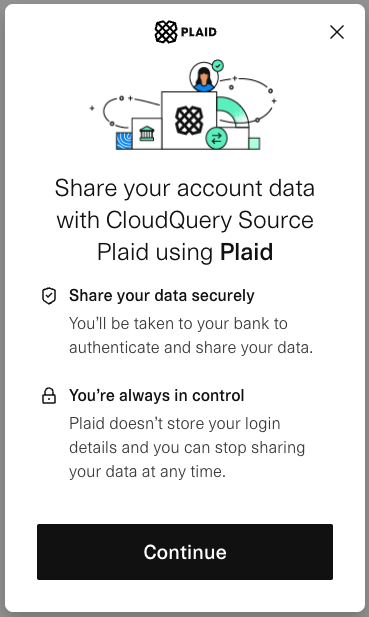 PLAID
Share your account data
with CloudQuery Source
Plaid using Plaid
Share your data securely
You’ll be taken to your bank to
authenticate and share your data.
You’re always in control
Plaid doesn’t store your login
details and you can stop sharing
your data at any time.
Continue